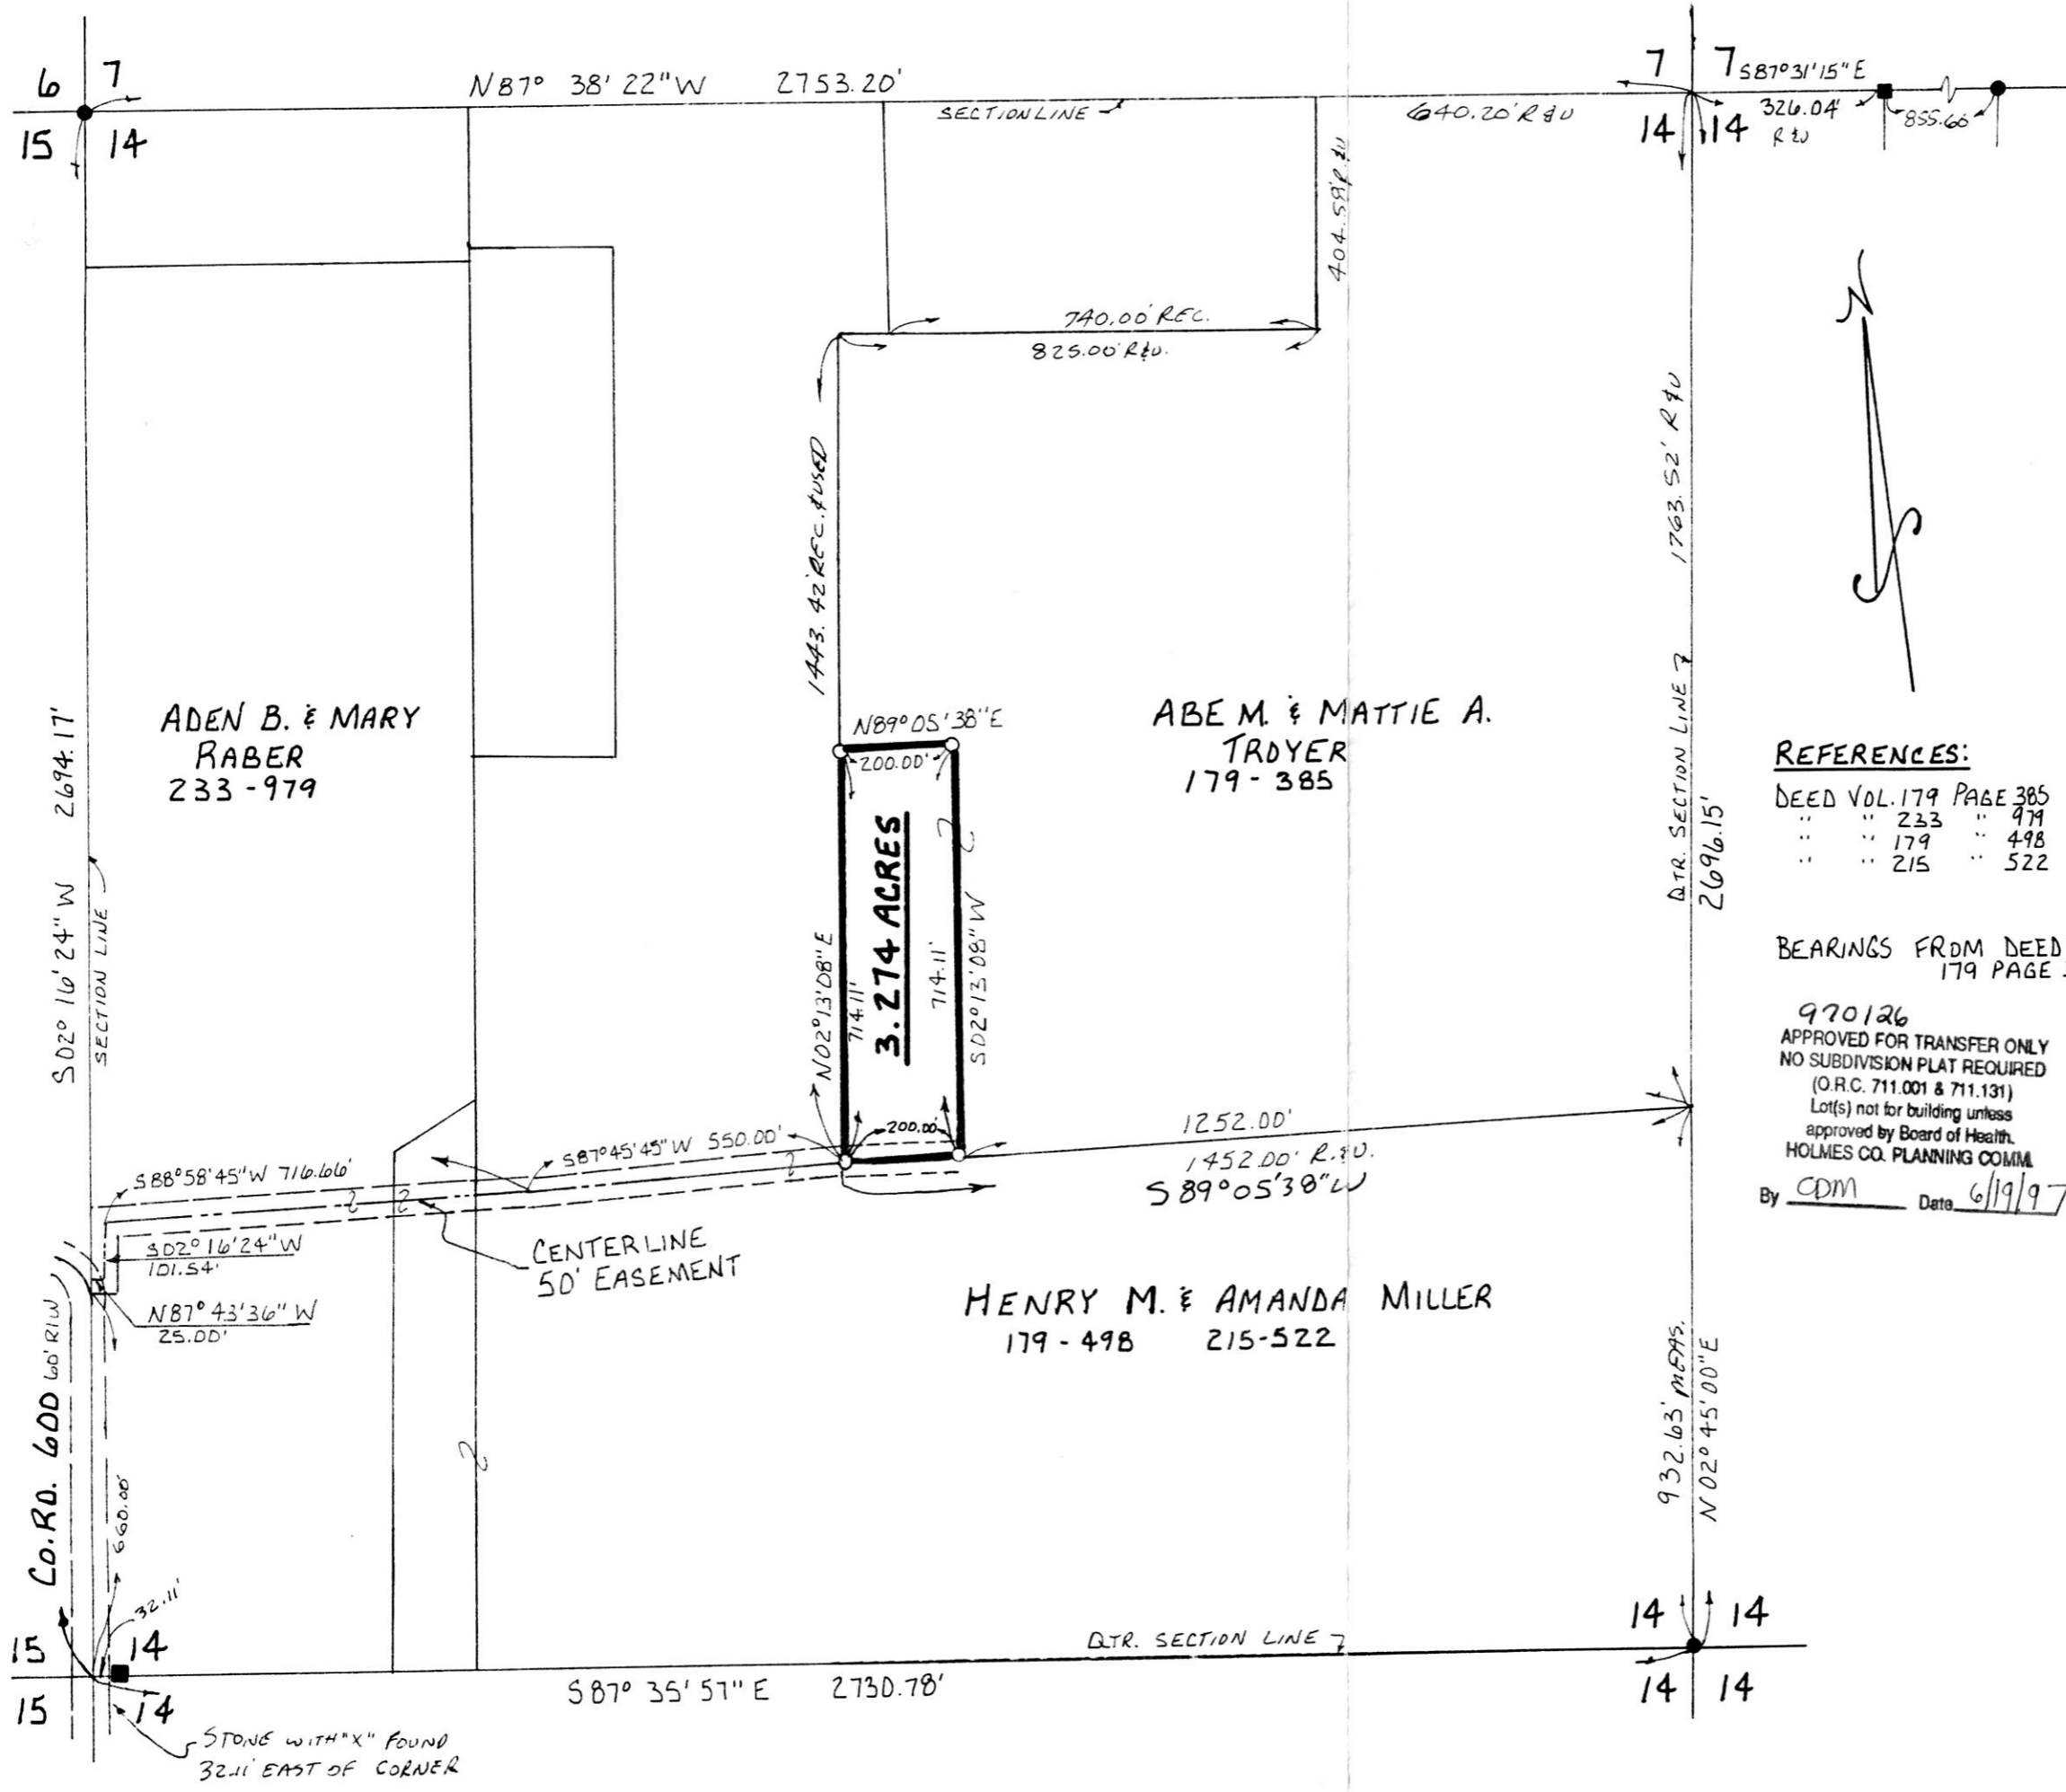 6 7
15 14
N87° 38' 22" W 2753.20'
SECTION LINE
640.20' R&U
7 7
14 14
S87°31'15"E
326.04'
R&U
855.66'
404.59' R.&U
740.00' REC.
825.00' R&U.
1443.42' REC. & USED
1763.52' R&U
N
S
ADEN B. & MARY
RABER
233-979
ABE M. & MATTIE A.
TROYER
179-385
N89°05'38"E
200.00'
S02° 16' 24" W 2694.17'
SECTION LINE
QTR. SECTION LINE
2696.15'
3.274 ACRES
N02°13'08"E
714.11'
714.11'
S02°13'08"W
REFERENCES:
DEED VOL. 179 PAGE 385
" " 233 " 979
" " 179 " 498
" " 215 " 522
BEARINGS FROM DEED
179 PAGE
970126
APPROVED FOR TRANSFER ONLY
NO SUBDIVISION PLAT REQUIRED
(O.R.C. 711.001 & 711.131)
Lot(s) not for building unless
approved by Board of Health.
HOLMES CO. PLANNING COMM.
By CDM Date 6/19/97
200.00'
1252.00'
1452.00' R.&U.
S89°05'38"W
S87°45'45"W 550.00'
S88°58'45"W 716.66'
S02°16'24"W
101.54'
N87°43'36" W
25.00'
CENTERLINE
50' EASEMENT
HENRY M. & AMANDA MILLER
179-498 215-522
CO. RD. 600 60' R/W
660.00'
32.11'
932.63' MEAS.
N02°45'00"E
15 14
15 14
QTR. SECTION LINE
S87° 35' 57" E 2730.78'
14 14
14 14
STONE WITH "X" FOUND
32.11' EAST OF CORNER